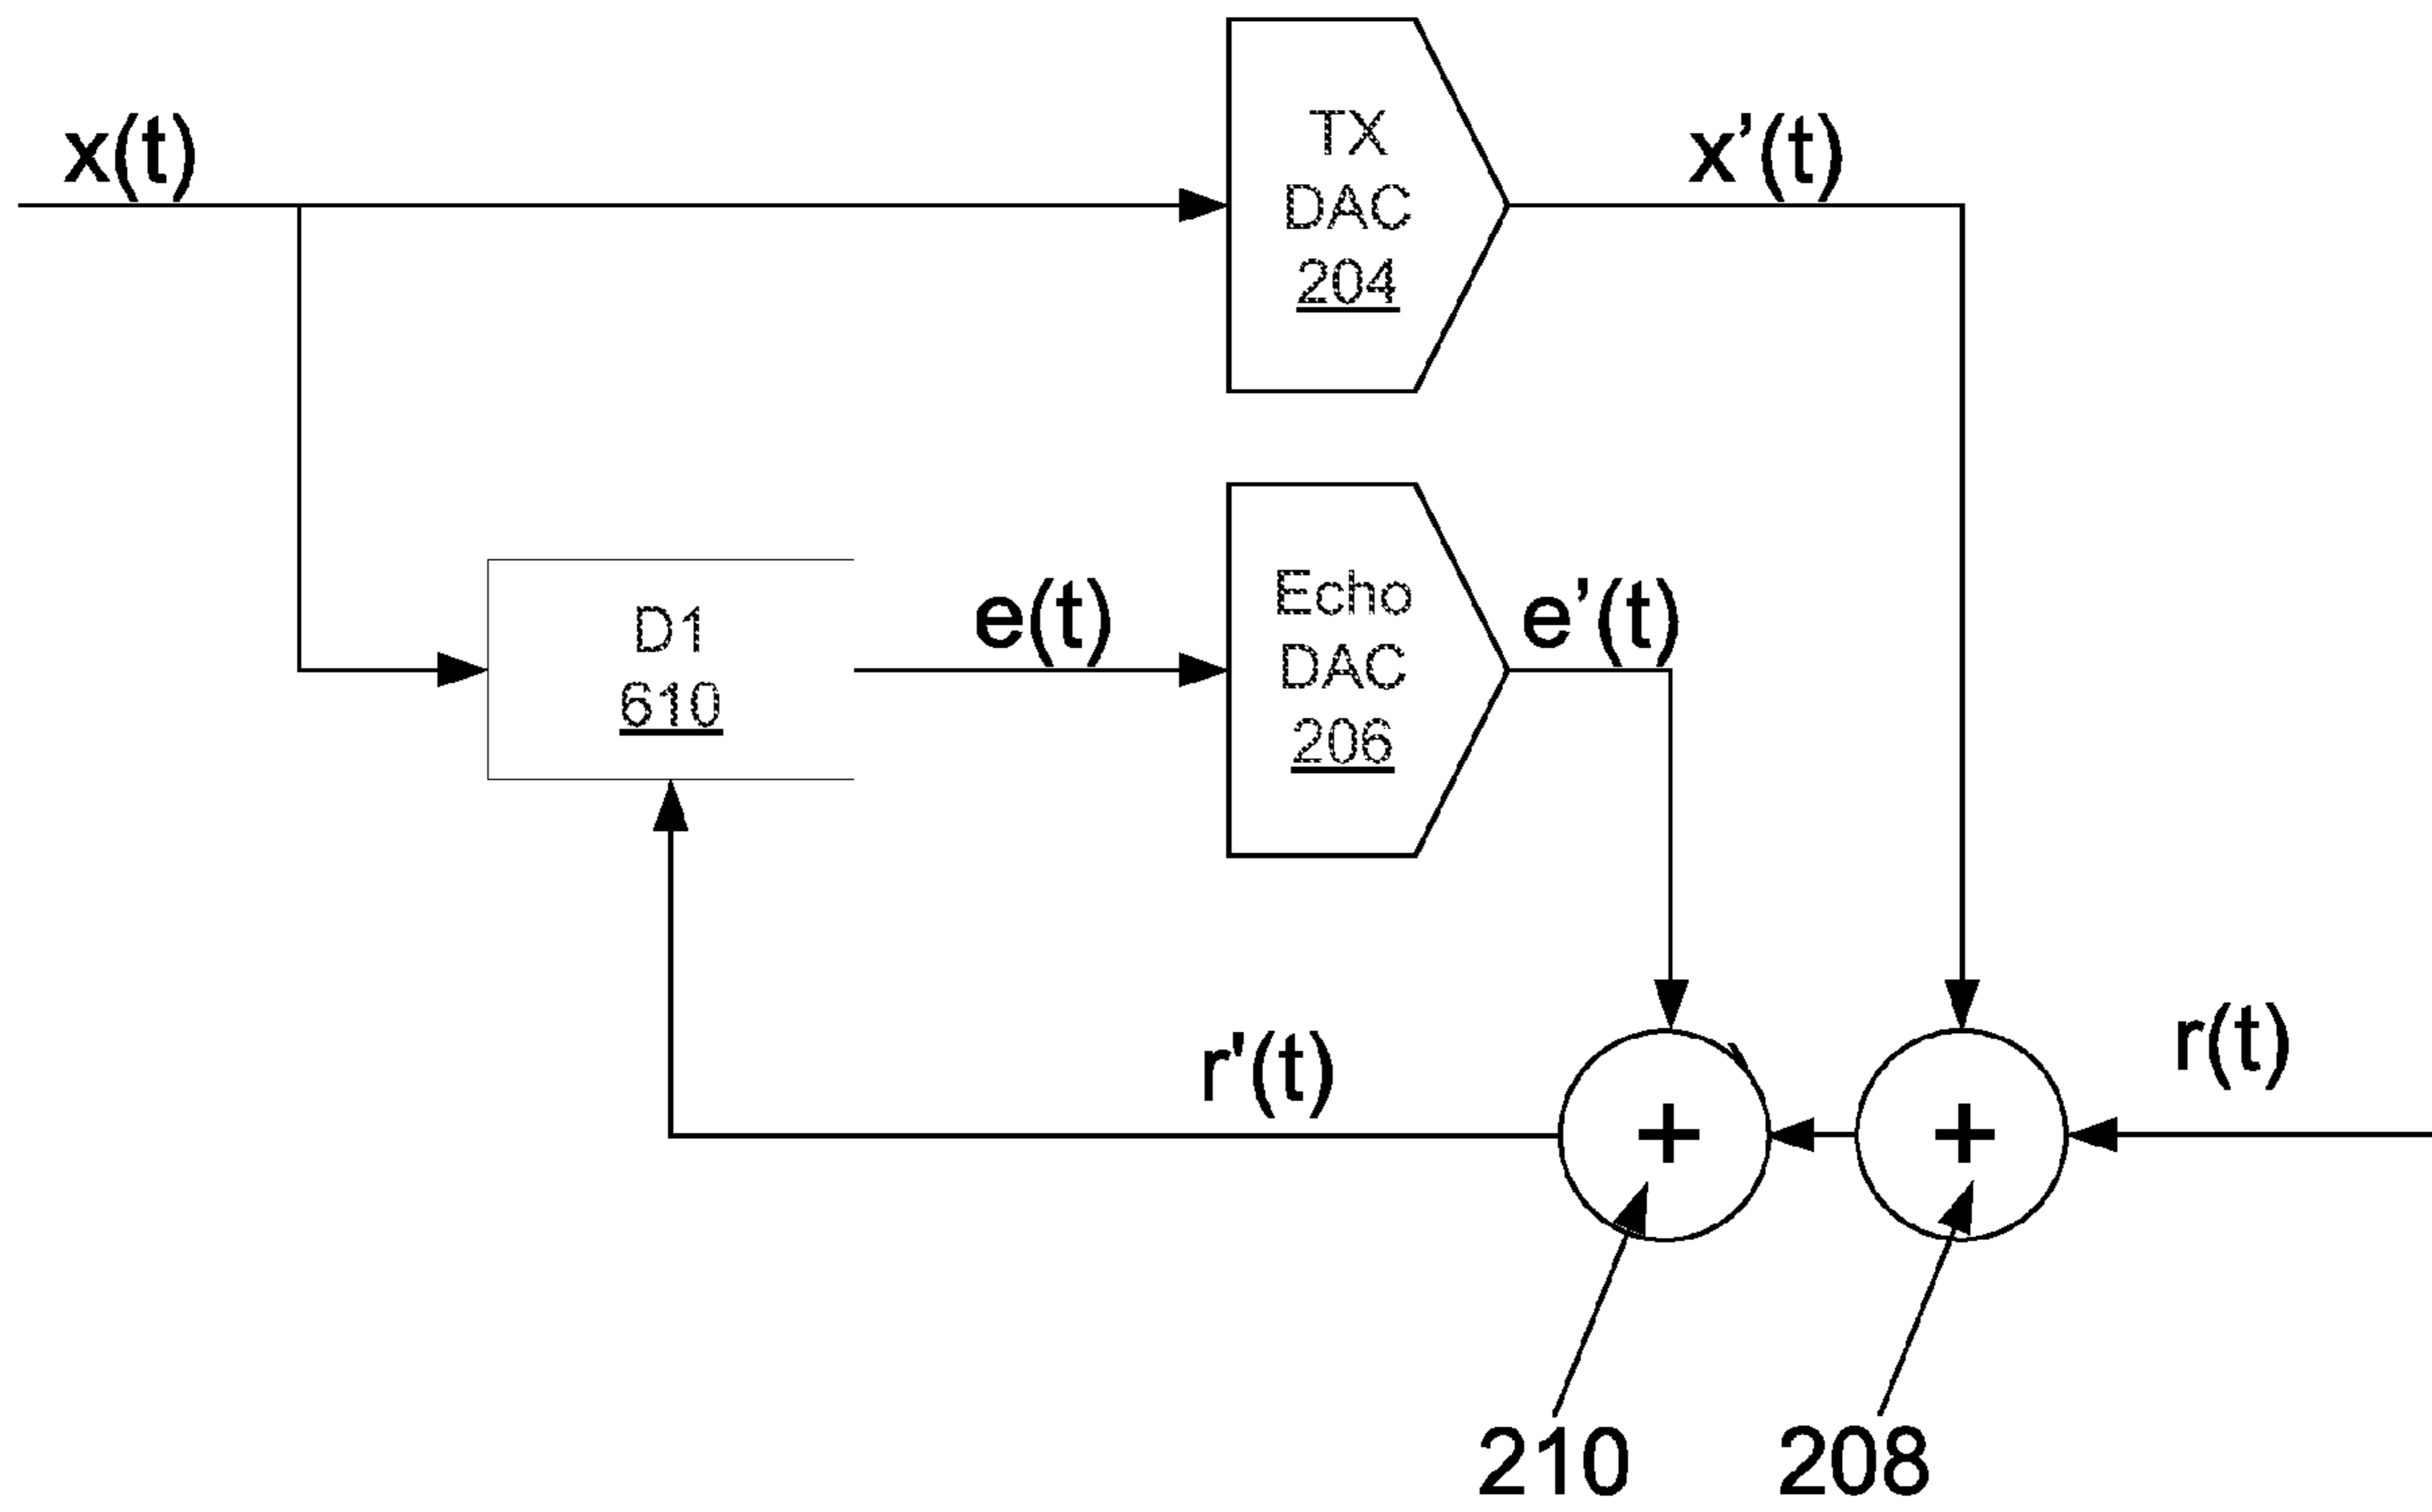 x(t)
TX
DAC
204
x’(t)
D1
610
e(t)
Echo
DAC
206
e’(t)
r'(t)
+
+
r(t)
210
208